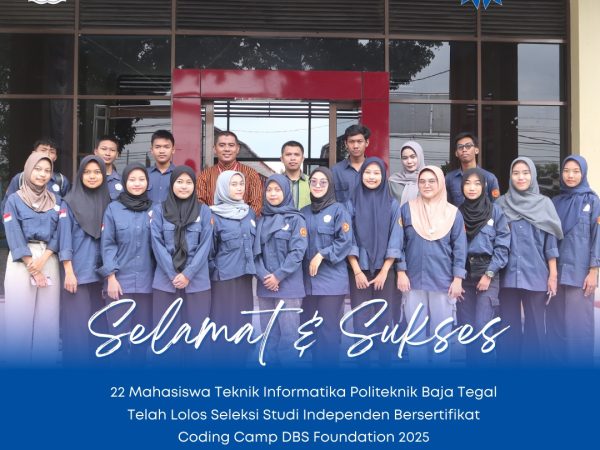 Selamat & Sukses
22 Mahasiswa Teknik Informatika Politeknik Baja Tegal
Telah Lolos Seleksi Studi Independen Bersertifikat
Coding Camp DBS Foundation 2025